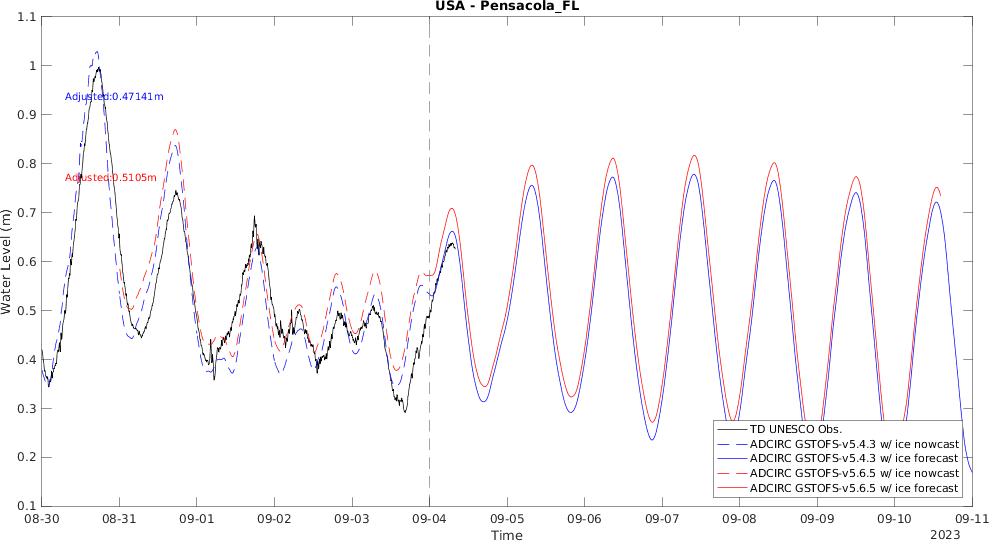 USA - Pensacola_FL
1.1
1
0.9
0.8
0.7
0.6
0.5
0.4
0.3
0.2
0.1
Water Level (m)
Adjusted:0.47141m
Adjusted:0.5105m
TD UNESCO Obs.
ADCIRC GSTOFS-v5.4.3 w/ ice nowcast
ADCIRC GSTOFS-v5.4.3 w/ ice forecast
ADCIRC GSTOFS-v5.6.5 w/ ice nowcast
ADCIRC GSTOFS-v5.6.5 w/ ice forecast
08-30 08-31 09-01 09-02 09-03 09-04 09-05 09-06 09-07 09-08 09-09 09-10 09-11
Time
2023